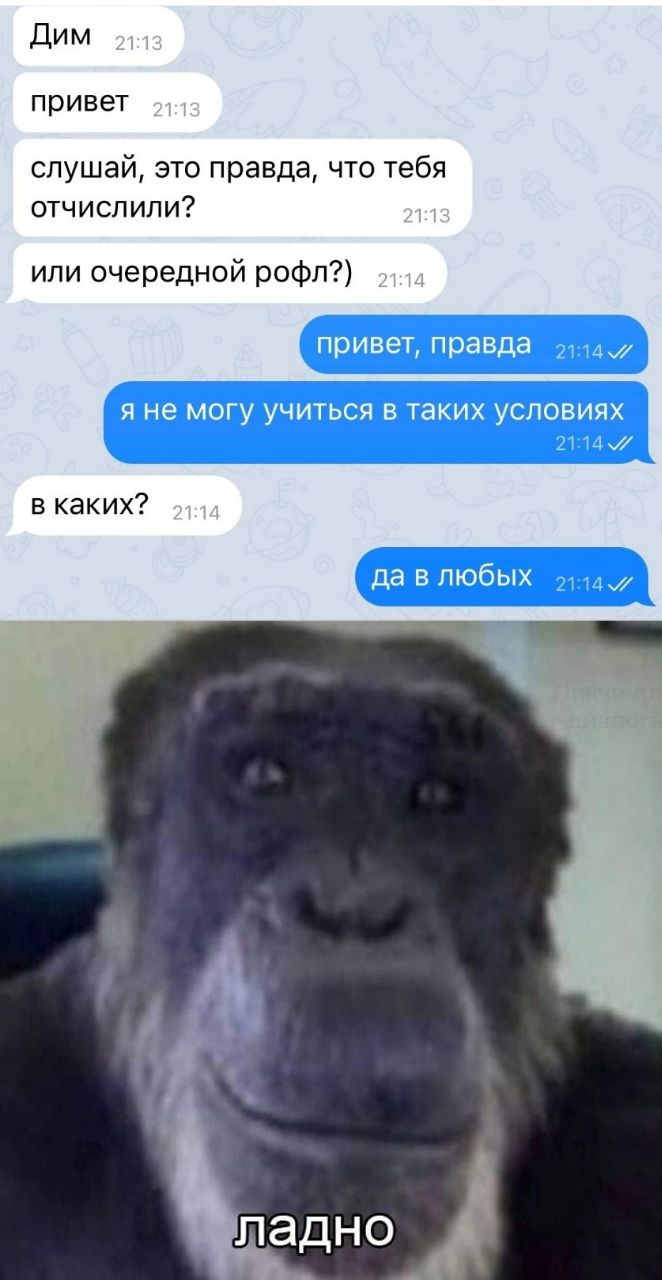 Дим 21:13
привет 21:13
слушай, это правда, что тебя
отчислили? 21:13
или очередной рофл?) 21:14
привет, правда 21:14
я не могу учиться в таких условиях
21:14
в каких? 21:14
да в любых 21:14
ладно